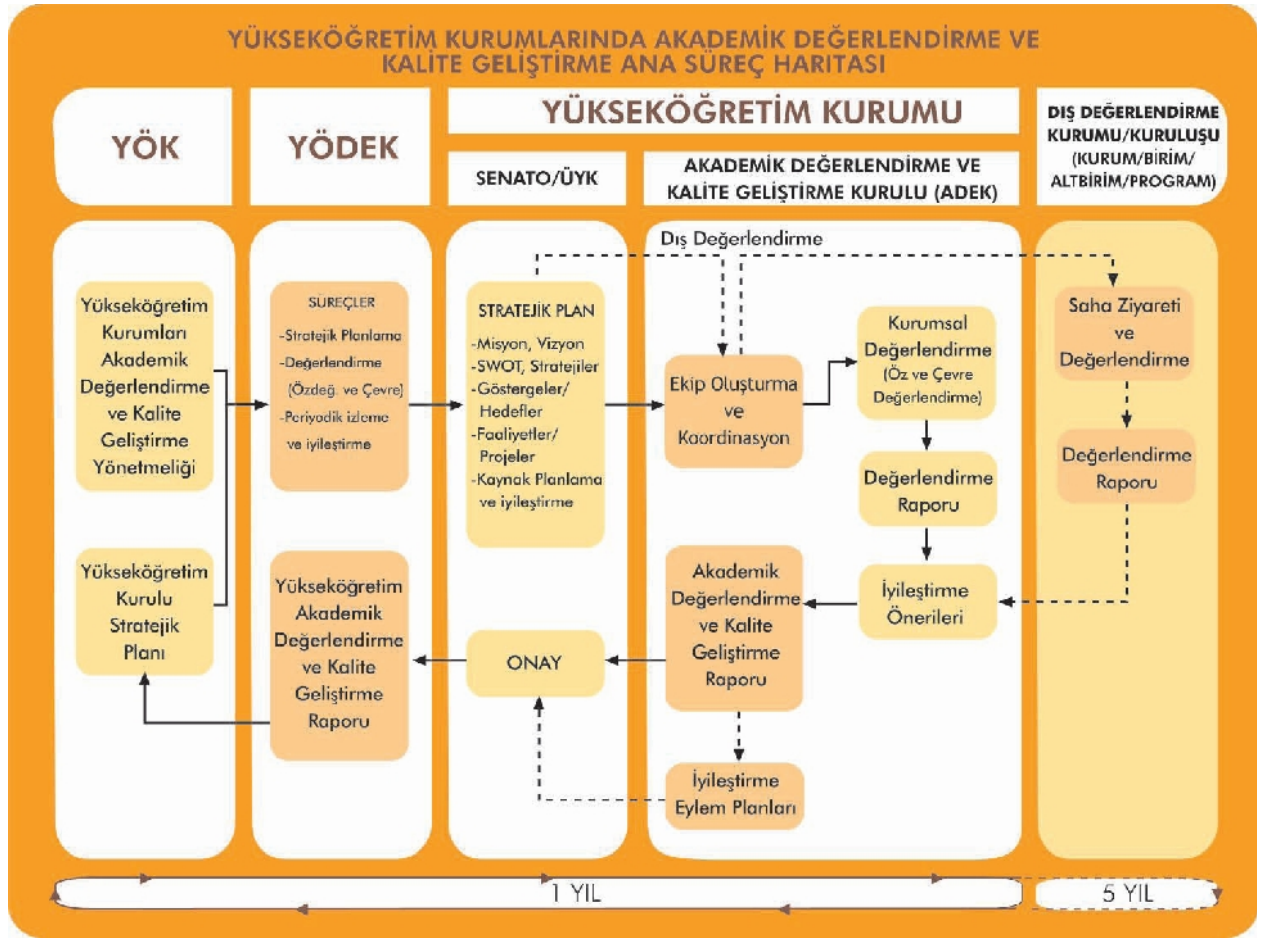 YÜKSEKÖĞRETİM KURUMLARINDA AKADEMİK DEĞERLENDİRME VE
KALİTE GELİŞTİRME ANA SÜREÇ HARITASI
YÖK
YÖDEK
YÜKSEKÖĞRETİM KURUMU
SENATO/ÜYK
AKADEMİK DEĞERLENDİRME VE
KALİTE GELİŞTİRME KURULU (ADEK)
DIŞ DEĞERLENDİRME
KURUMU/KURULUŞU
(KURUM/BİRİM/
ALTBİRİM/PROGRAM)
Yükseköğretim
Kurumları
Akademik
Değerlendirme
ve Kalite
Geliştirme
Yönetmeliği
Yükseköğretim
Kurulu
Stratejik
Planı
SÜREÇLER
-Stratejik Planlama
-Değerlendirme
(Özdeğ. ve Çevre)
-Periyodik izleme
ve iyileştirme
Yükseköğretim
Akademik
Değerlendirme
ve Kalite
Geliştirme
Raporu
STRATEJİK PLAN
-Misyon, Vizyon
-SWOT, Stratejiler
-Göstergeler/
Hedefler
-Faaliyetler/
Projeler
-Kaynak Planlama
ve iyileştirme
ONAY
Dış Değerlendirme
Ekip Oluşturma
ve
Koordinasyon
Kurumsal
Değerlendirme
(Öz ve Çevre
Değerlendirme)
Değerlendirme
Raporu
İyileştirme
Önerileri
Akademik
Değerlendirme
ve Kalite
Geliştirme
Raporu
İyileştirme
Eylem Planları
Saha Ziyareti
ve
Değerlendirme
Değerlendirme
Raporu
1 YIL
5 YIL